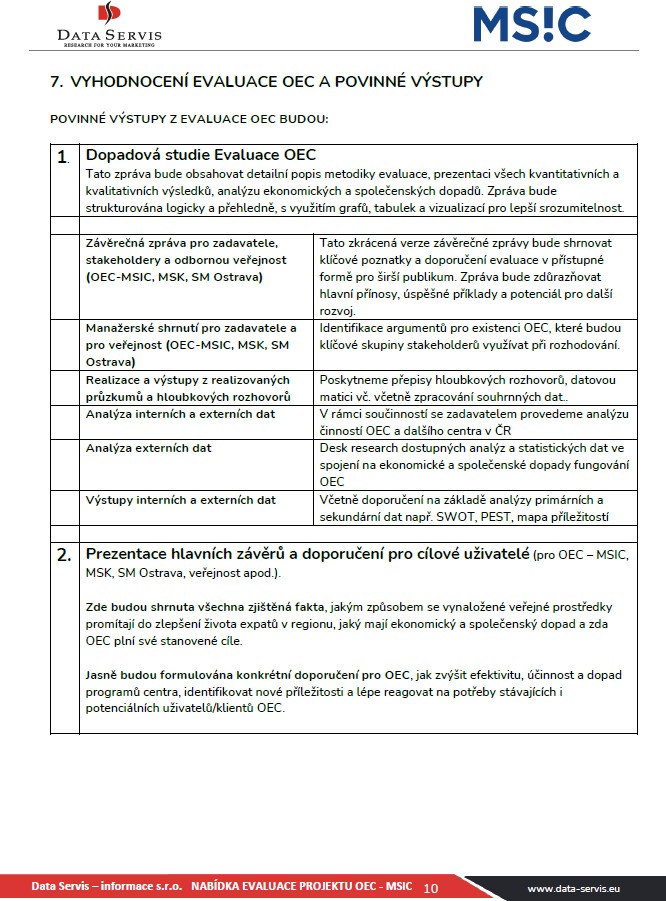 DATA SERVIS
RESEARCH FOR YOUR MARKETING
MS!C
7. VYHODNOCENÍ EVALUACE OEC A POVINNÉ VÝSTUPY
POVINNÉ VÝSTUPY Z EVALUACE OEC BUDOU:
1. Dopadová studie Evaluace OEC
Tato zpráva bude obsahovat detailní popis metodiky evaluace, prezentaci všech kvantitativních a
kvalitativních výsledků, analýzu ekonomických a společenských dopadů. Zpráva bude
strukturována logicky a přehledně, s využitím grafů, tabulek a vizualizací pro lepší srozumitelnost.
Závěrečná zpráva pro zadavatele,
stakeholdery a odbornou veřejnost
(OEC-MSIC, MSK, SM Ostrava)
Tato zkrácená verze závěrečné zprávy bude shrnovat
klíčové poznatky a doporučení evaluace v přístupné
formě pro širší publikum. Zpráva bude zdůrazňovat
hlavní přínosy, úspěšné příklady a potenciál pro další
rozvoj.
Manažerské shrnutí pro zadavatele a
pro veřejnost (OEC-MSIC, MSK, SM
Ostrava)
Identifikace argumentů pro existenci OEC, které budou
klíčové skupiny stakeholderů využívat při rozhodování.
Realizace a výstupy z realizovaných
průzkumů a hloubkových rozhovorů
Poskytneme přepisy hloubkových rozhovorů, datovou
matici vč. včetně zpracování souhrnných dat..
Analýza interních a externích dat
V rámci součinností se zadavatelem provedeme analýzu
činností OEC a dalšího centra v ČR
Analýza externích dat
Desk research dostupných analýz a statistických dat ve
spojení na ekonomické a společenské dopady fungování
OEC
Výstupy interních a externích dat
Včetně doporučení na základě analýzy primárních a
sekundární dat např. SWOT, PEST, mapa příležitostí
2. Prezentace hlavních závěrů a doporučení pro cílové uživatelé (pro OEC – MSIC,
MSK, SM Ostrava, veřejnost apod.).
Zde budou shrnuta všechna zjištěná fakta, jakým způsobem se vynaložené veřejné prostředky
promítají do zlepšení života expatů v regionu, jaký mají ekonomický a společenský dopad a zda
OEC plní své stanovené cíle.
Jasně budou formulována konkrétní doporučení pro OEC, jak zvýšit efektivitu, účinnost a dopad
programů centra, identifikovat nové příležitosti a lépe reagovat na potřeby stávajících i
potenciálních uživatelů/klientů OEC.
Data Servis – informace s.r.o. NABÍDKA EVALUACE PROJEKTU OEC - MSIC 10
www.data-servis.eu